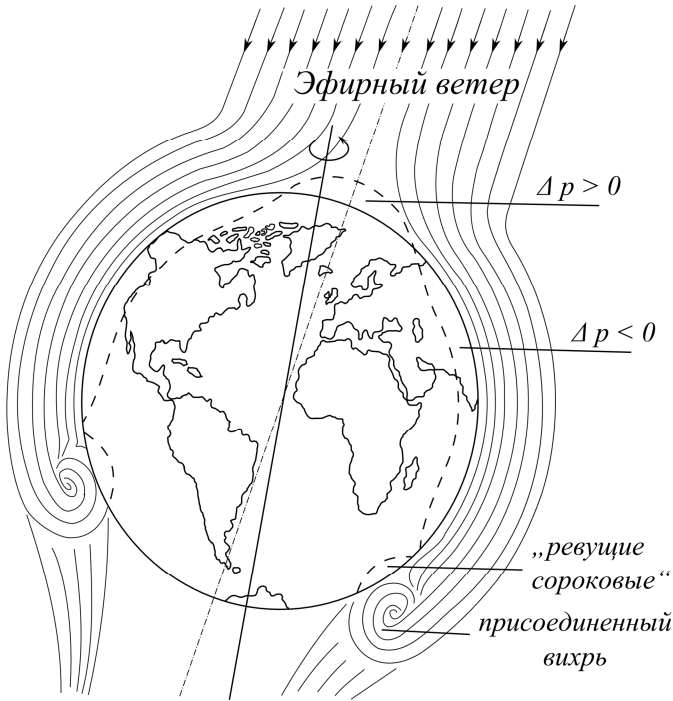 Эфирный ветер
Δ p > 0
Δ p < 0
„ревущие
сороковые“
присоединенный
вихрь